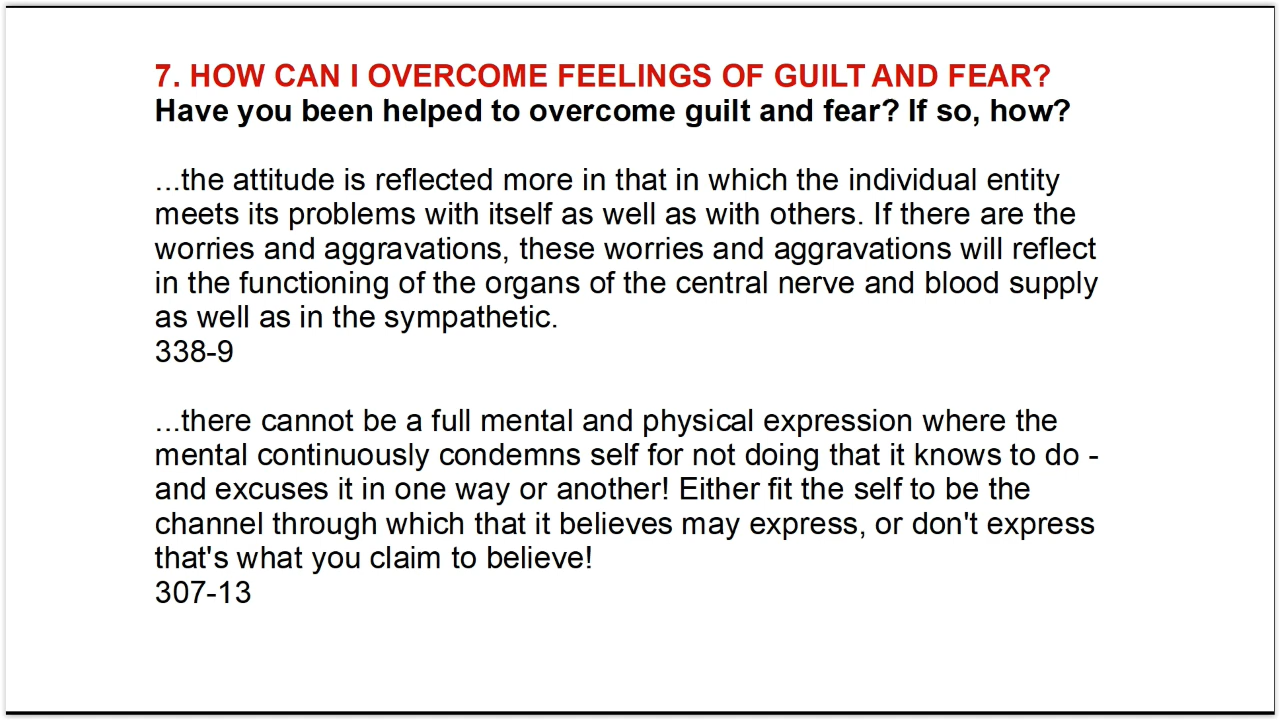 7. HOW CAN I OVERCOME FEELINGS OF GUILT AND FEAR?
Have you been helped to overcome guilt and fear? If so, how?
...the attitude is reflected more in that in which the individual entity
meets its problems with itself as well as with others. If there are the
worries and aggravations, these worries and aggravations will reflect
in the functioning of the organs of the central nerve and blood supply
as well as in the sympathetic.
338-9
...there cannot be a full mental and physical expression where the
mental continuously condemns self for not doing that it knows to do -
and excuses it in one way or another! Either fit the self to be the
channel through which that it believes may express, or don't express
that's what you claim to believe!
307-13